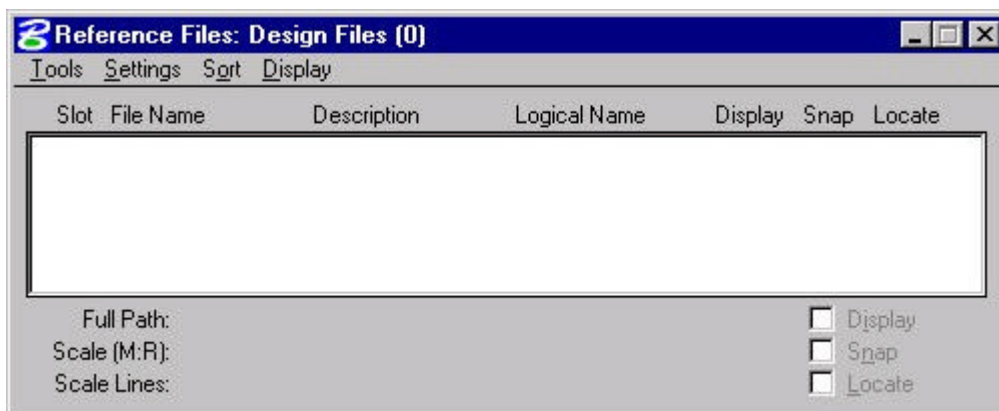 Reference Files: Design Files (0)
Tools Settings Sort Display
Slot File Name Description Logical Name Display Snap Locate
Full Path: Display
Scale (M:R): Snap
Scale Lines: Locate